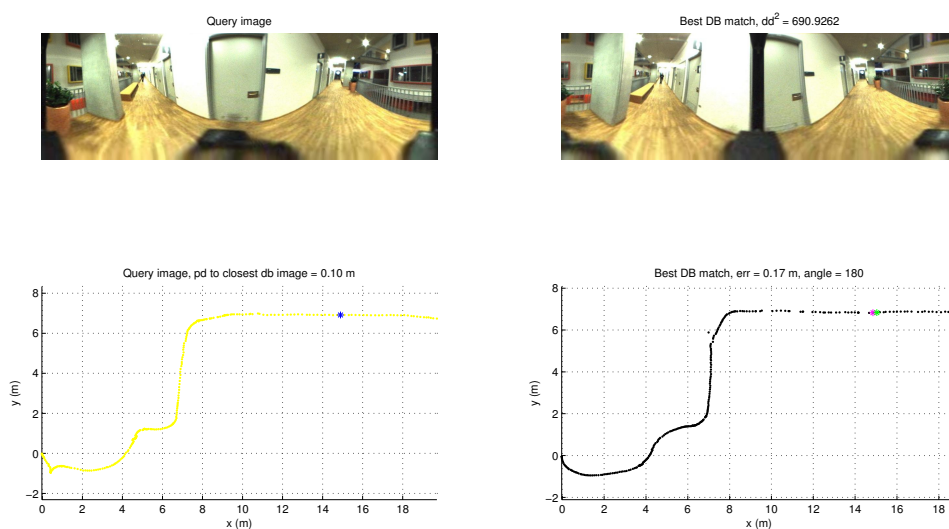 Query image
Best DB match, dd2 = 690.9262
Query image, pd to closest db image = 0.10 m
8
6
4
2
0
−2
y (m)
0 2 4 6 8 10 12 14 16 18
x (m)
Best DB match, err = 0.17 m, angle = 180
8
6
4
2
0
−2
y (m)
0 2 4 6 8 10 12 14 16 18
x (m)